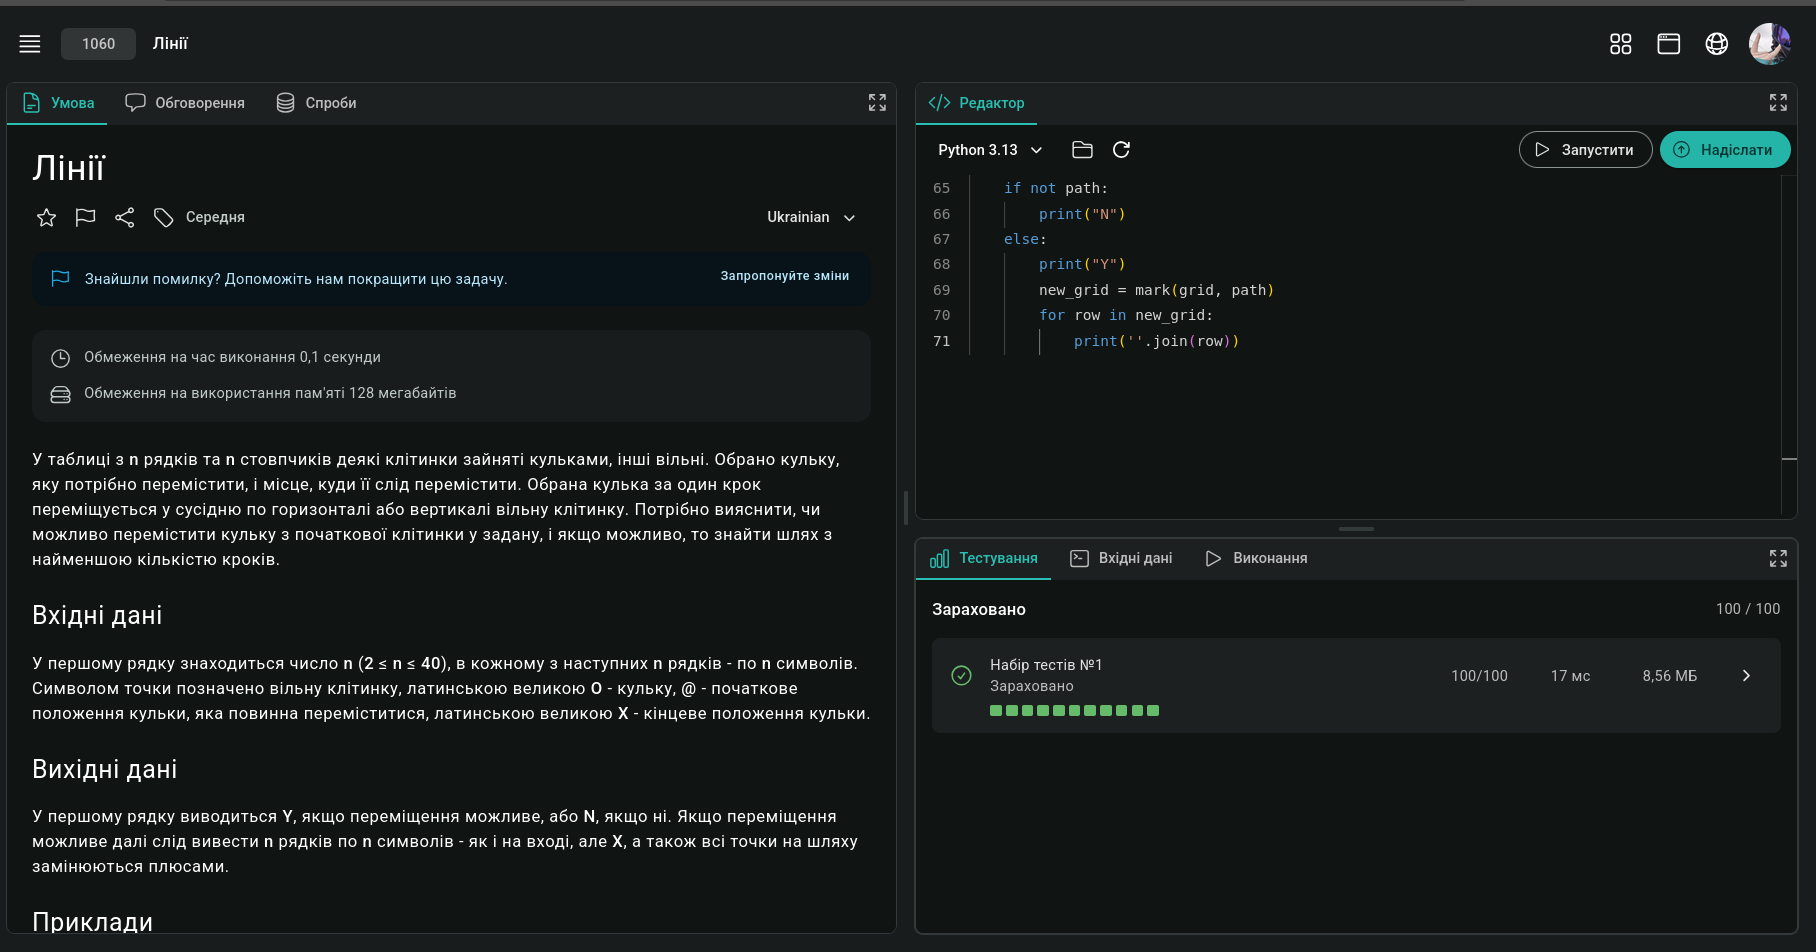 1060
Лінії
Умова
Обговорення
Спроби
Лінії
Середня
Ukrainian
Знайшли помилку? Допоможіть нам покращити цю задачу.
Запропонуйте зміни
Обмеження на час виконання 0,1 секунди
Обмеження на використання пам'яті 128 мегабайтів
У таблиці з n рядків та n стовпчиків деякі клітинки зайняті кульками, інші вільні. Обрано кульку,
яку потрібно перемістити, і місце, куди її слід перемістити. Обрана кулька за один крок
переміщується у сусідню по горизонталі або вертикалі вільну клітинку. Потрібно вияснити, чи
можливо перемістити кульку з початкової клітинки у задану, і якщо можливо, то знайти шлях з
найменшою кількістю кроків.
Вхідні дані
У першому рядку знаходиться число n (2 ≤ n ≤ 40), в кожному з наступних n рядків - по n символів.
Символом точки позначено вільну клітинку, латинською великою O - кульку, @ - початкове
положення кульки, яка повинна переміститися, латинською великою X - кінцеве положення кульки.
Вихідні дані
У першому рядку виводиться Y, якщо переміщення можливе, або N, якщо ні. Якщо переміщення
можливе далі слід вивести n рядків по n символів - як і на вході, але X, а також всі точки на шляху
замінюються плюсами.
Приклади
Редактор
Python 3.13
Запустити
Надіслати
65 if not path:
66 print("N")
67 else:
68 print("Y")
69 new_grid = mark(grid, path)
70 for row in new_grid:
71 print(''.join(row))
Тестування
Вхідні дані
Виконання
Зараховано
100 / 100
Набір тестів №1
Зараховано
100/100
17 мс
8,56 МБ